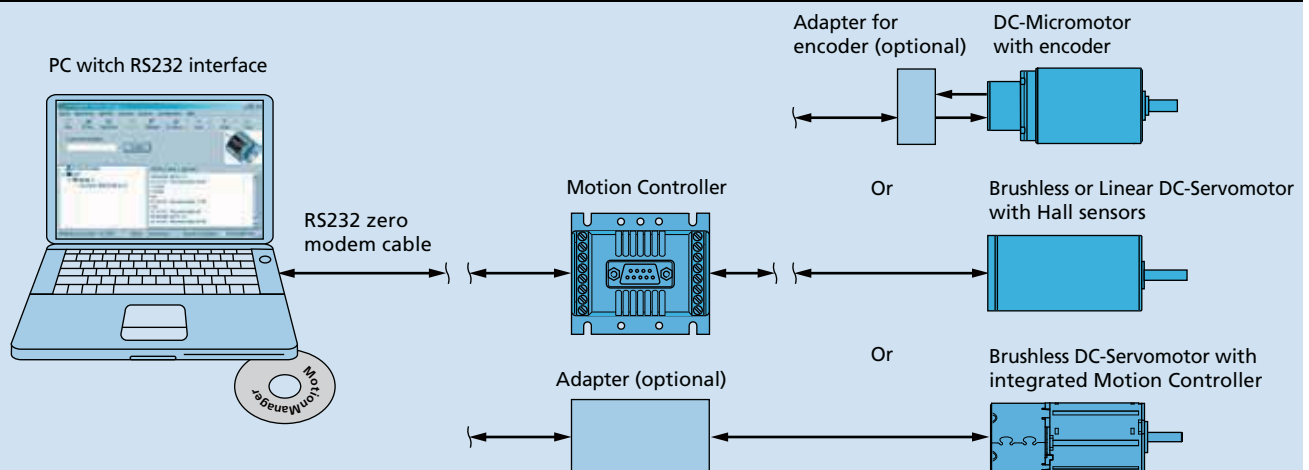 Adapter for
encoder (optional)
DC-Micromotor
with encoder
PC witch RS232 interface
Motion Controller
Or
Brushless or Linear DC-Servomotor
with Hall sensors
RS232 zero
modem cable
Or
Brushless DC-Servomotor with
integrated Motion Controller
Adapter (optional)
MotionManager